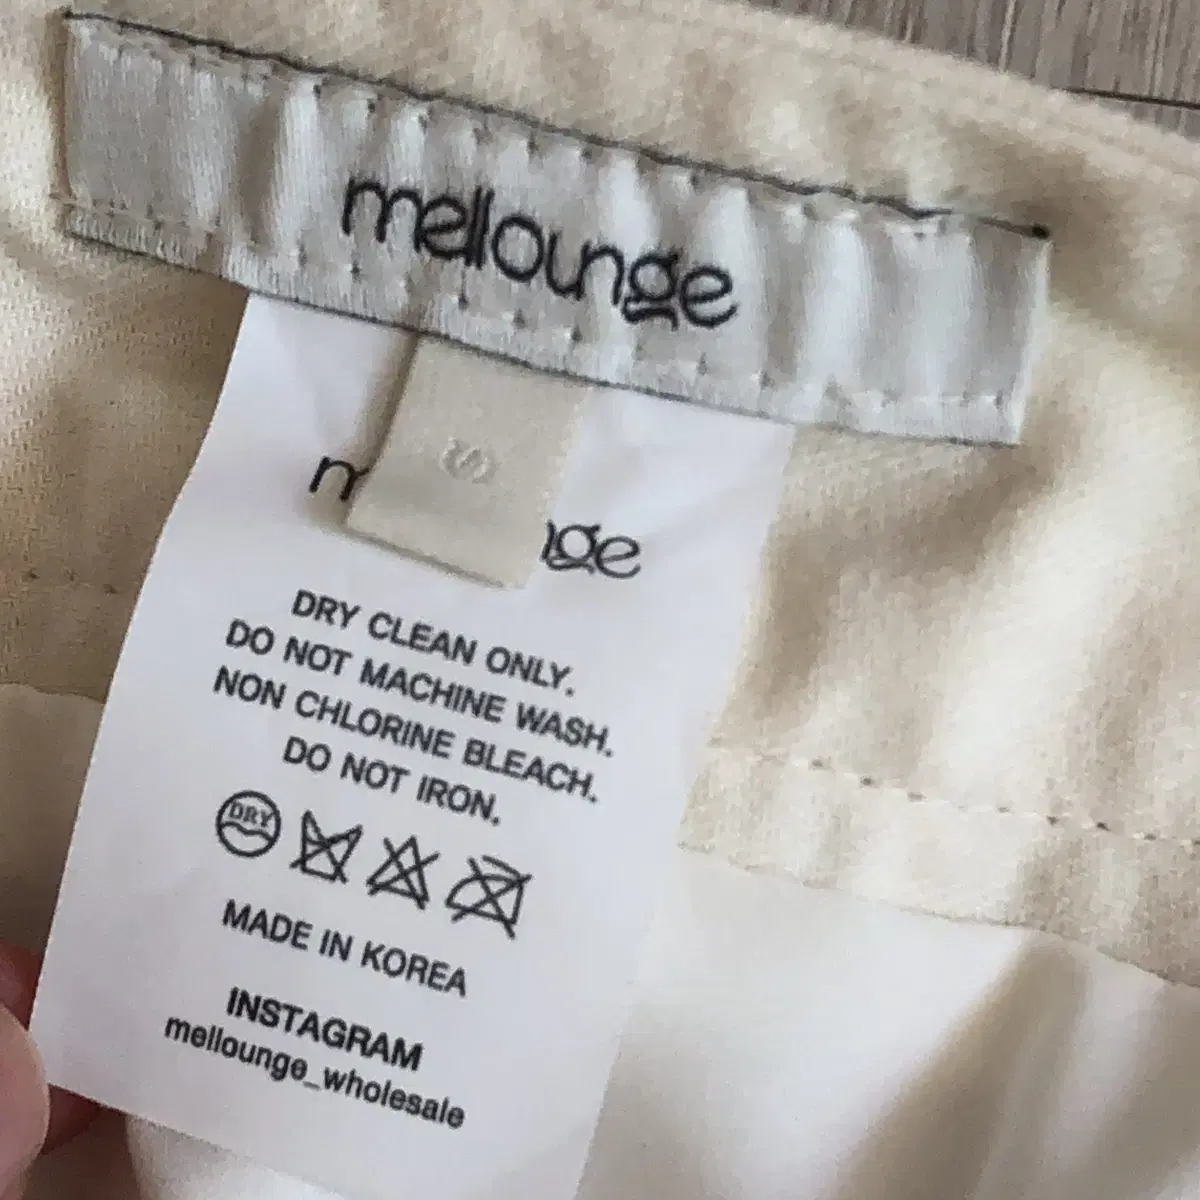 mellounge
S
m ge
DRY CLEAN ONLY.
DO NOT MACHINE WASH.
NON CHLORINE BLEACH.
DO NOT IRON.
DRY
MADE IN KOREA
INSTAGRAM
mellounge_wholesale